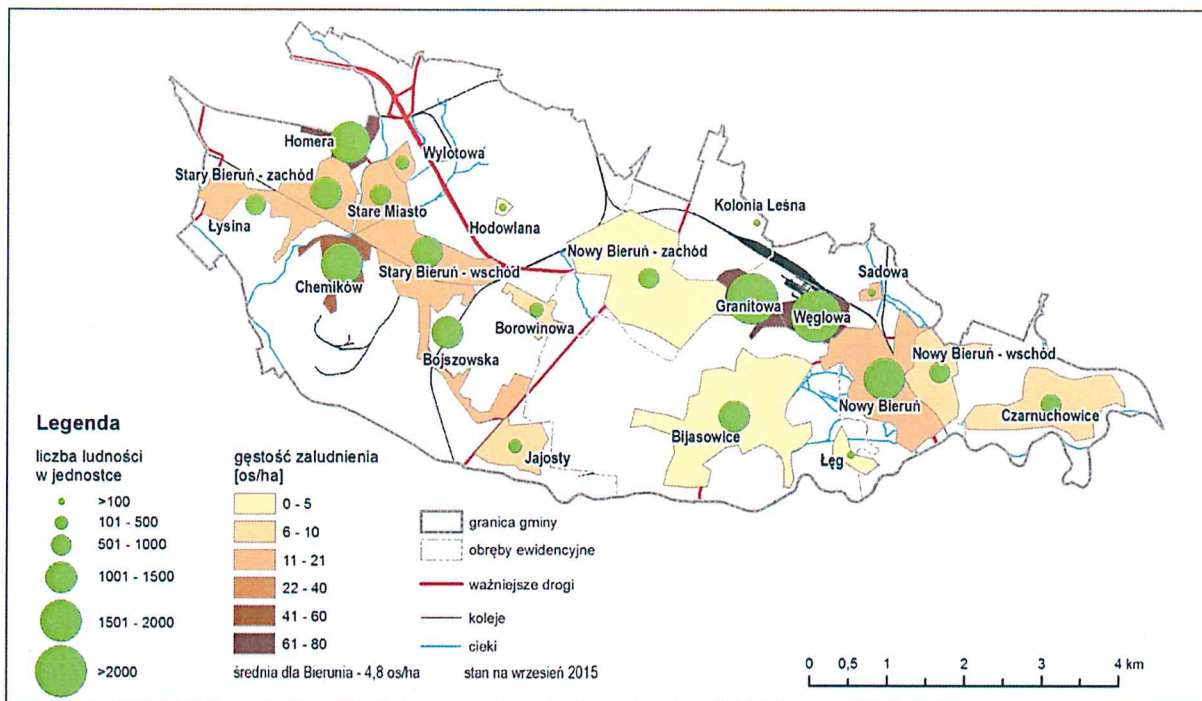 Homera
Wylotowa
Stary Bieruń - zachód
Stare Miasto
Łysina
Hodowlana
Kolonia Leśna
Chemików
Stary Bieruń - wschód
Nowy Bieruń - zachód
Sadowa
Granitowa
Węglowa
Borowinowa
Bojszowska
Nowy Bieruń - wschód
Nowy Bieruń
Czarnuchowice
Bijasowice
Łęg
Jajosty
Legenda
liczba ludności
w jednostce
>100
101 - 500
501 - 1000
1001 - 1500
1501 - 2000
>2000
gęstość zaludnienia
[os/ha]
0 - 5
6 - 10
11 - 21
22 - 40
41 - 60
61 - 80
średnia dla Bierunia - 4,8 os/ha
granica gminy
obręby ewidencyjne
ważniejsze drogi
koleje
cieki
stan na wrzesień 2015
0 0,5 1 2 3 4 km